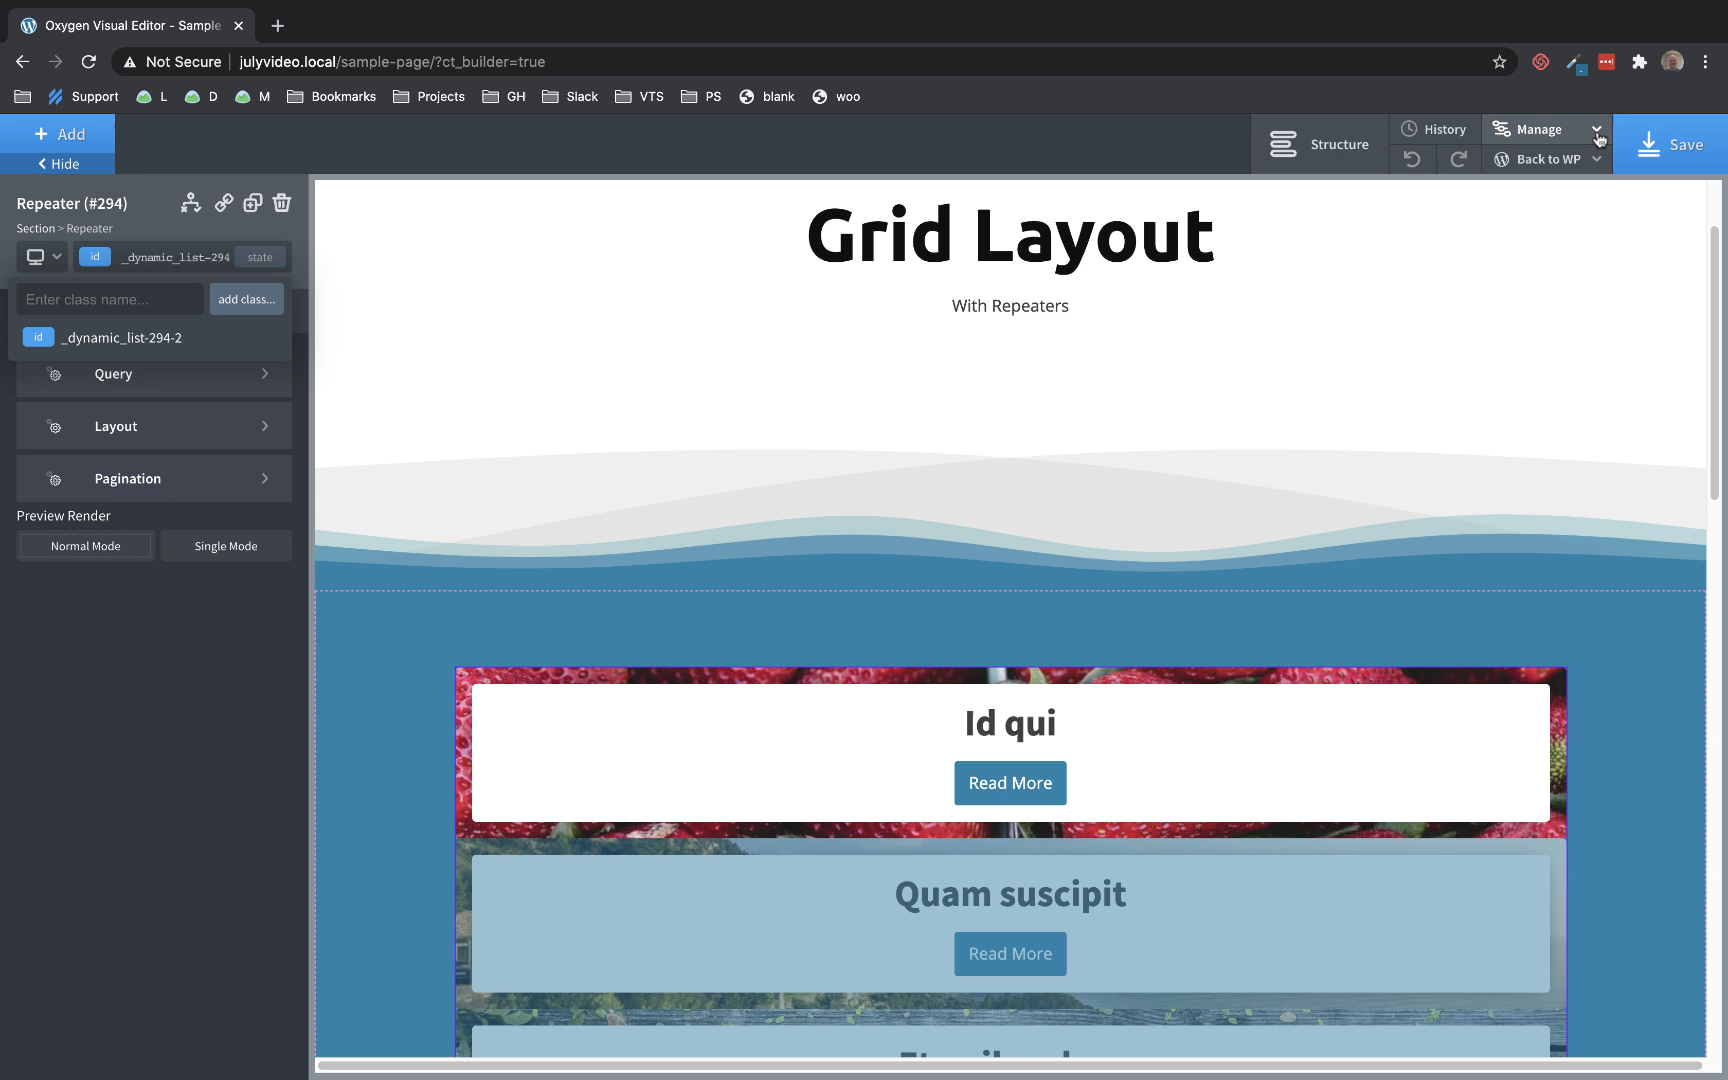 Oxygen Visual Editor - Sample
Not Secure
julyvideo.local/sample-page/?ct_builder=true
Support
L
D
M
Bookmarks
Projects
GH
Slack
VTS
PS
blank
woo
+ Add
Hide
Structure
History
Manage
Back to WP
Save
Repeater (#294)
Section > Repeater
id
_dynamic_list-294
state
Enter class name...
add class...
id
_dynamic_list-294-2
Query
Layout
Pagination
Preview Render
Normal Mode
Single Mode
Grid Layout
With Repeaters
Id qui
Read More
Quam suscipit
Read More